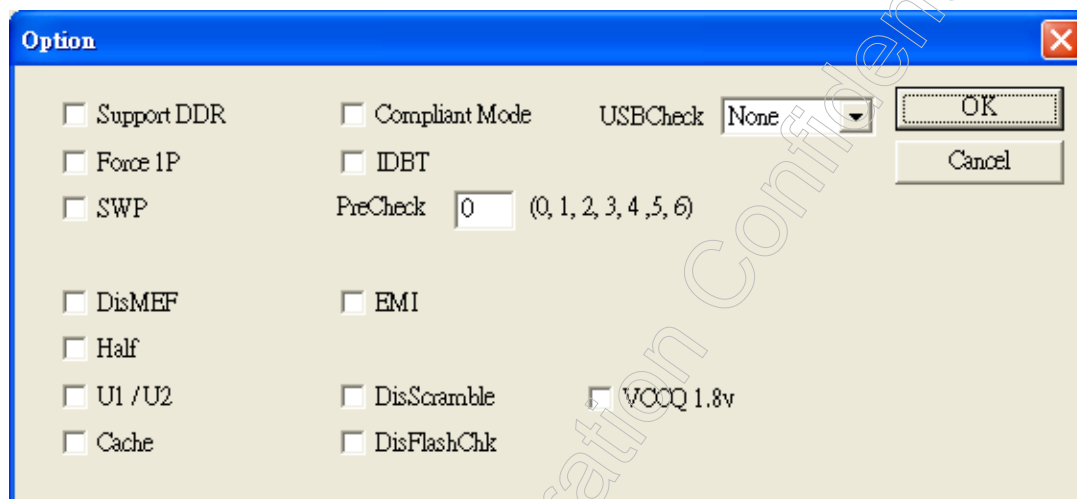 Option
Support DDR
Compliant Mode
USBCheck None
OK
Force 1P
IDBT
Cancel
SWP
PreCheck 0 (0, 1, 2, 3, 4 ,5, 6)
DisMEF
EMI
Half
U1 / U2
DisScramble
VCCQ 1.8v
Cache
DisFlashChk